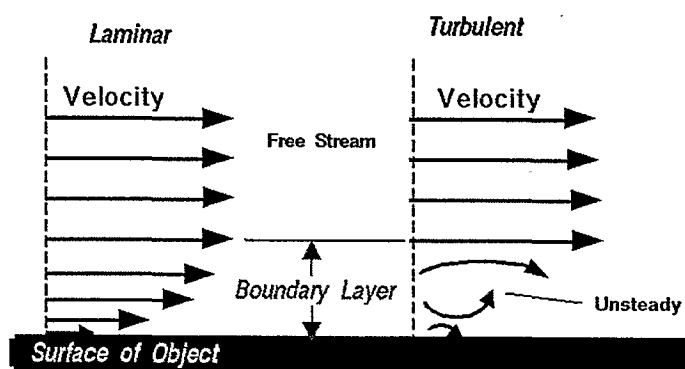 Laminar
Turbulent
Velocity
Velocity
Free Stream
Boundary Layer
Unsteady
Surface of Object